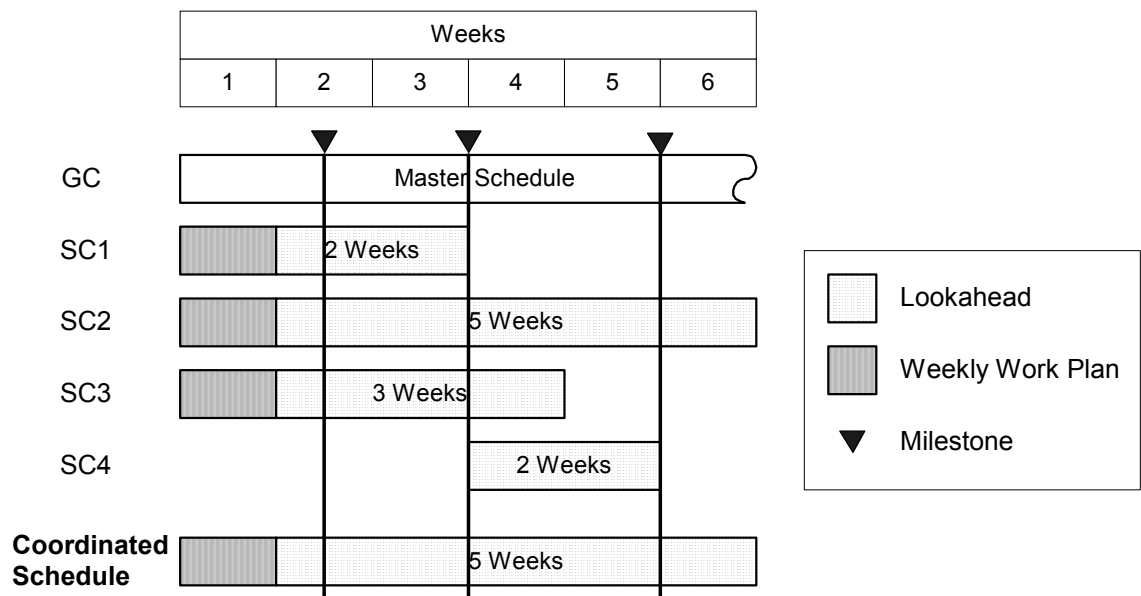 Weeks
1 2 3 4 5 6
GC Master Schedule
SC1 2 Weeks
SC2 5 Weeks
SC3 3 Weeks
SC4 2 Weeks
Coordinated
Schedule
5 Weeks
Lookahead
Weekly Work Plan
Milestone